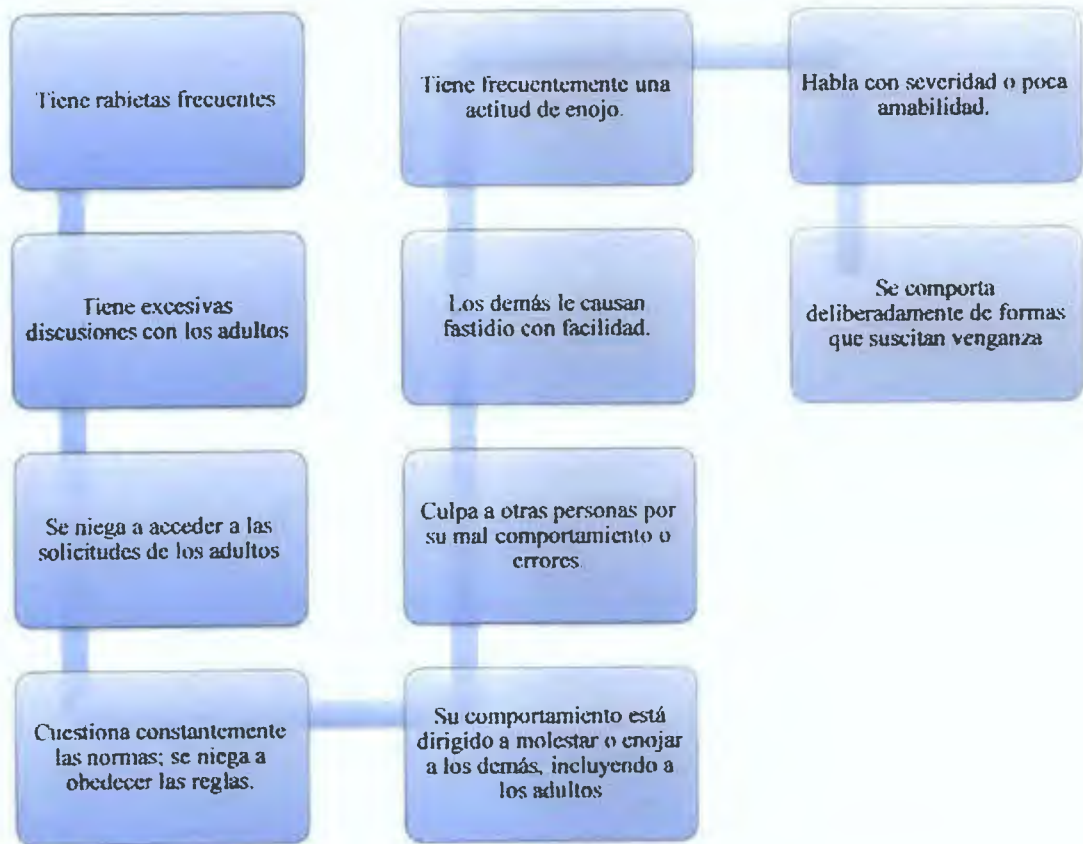 Tiene rabietas frecuentes
Tiene excesivas
discusiones con los adultos
Se niega a acceder a las
solicitudes de los adultos
Cuestiona constantemente
las normas; se niega a
obedecer las reglas.
Su comportamiento está
dirigido a molestar o enojar
a los demás, incluyendo a
los adultos
Culpa a otras personas por
su mal comportamiento o
errores.
Los demás le causan
fastidio con facilidad.
Tiene frecuentemente una
actitud de enojo.
Habla con severidad o poca
amabilidad.
Se comporta
deliberadamente de formas
que suscitan venganza